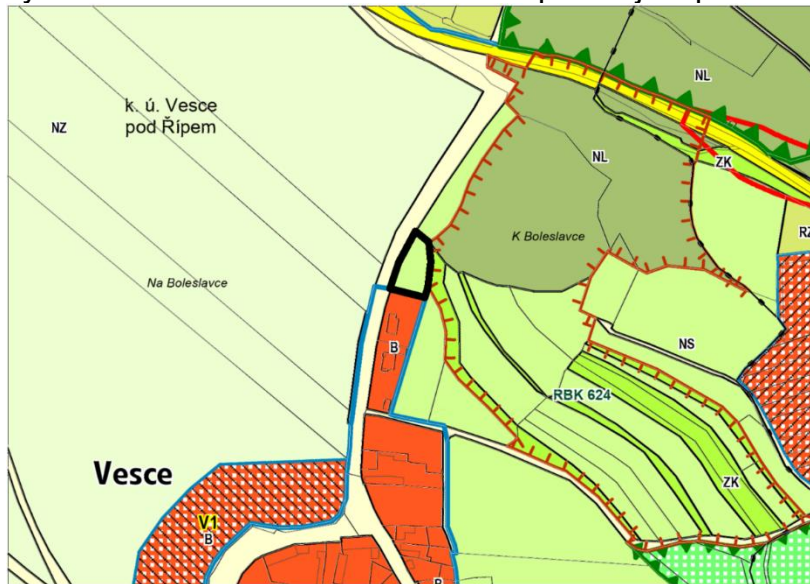 NL
k. ú. Vesce
pod Řípem
NZ
NL
ZK
RZ
K Boleslavce
Na Boleslavce
NS
B
RBK 624
Vesce
ZK
V1
B
B